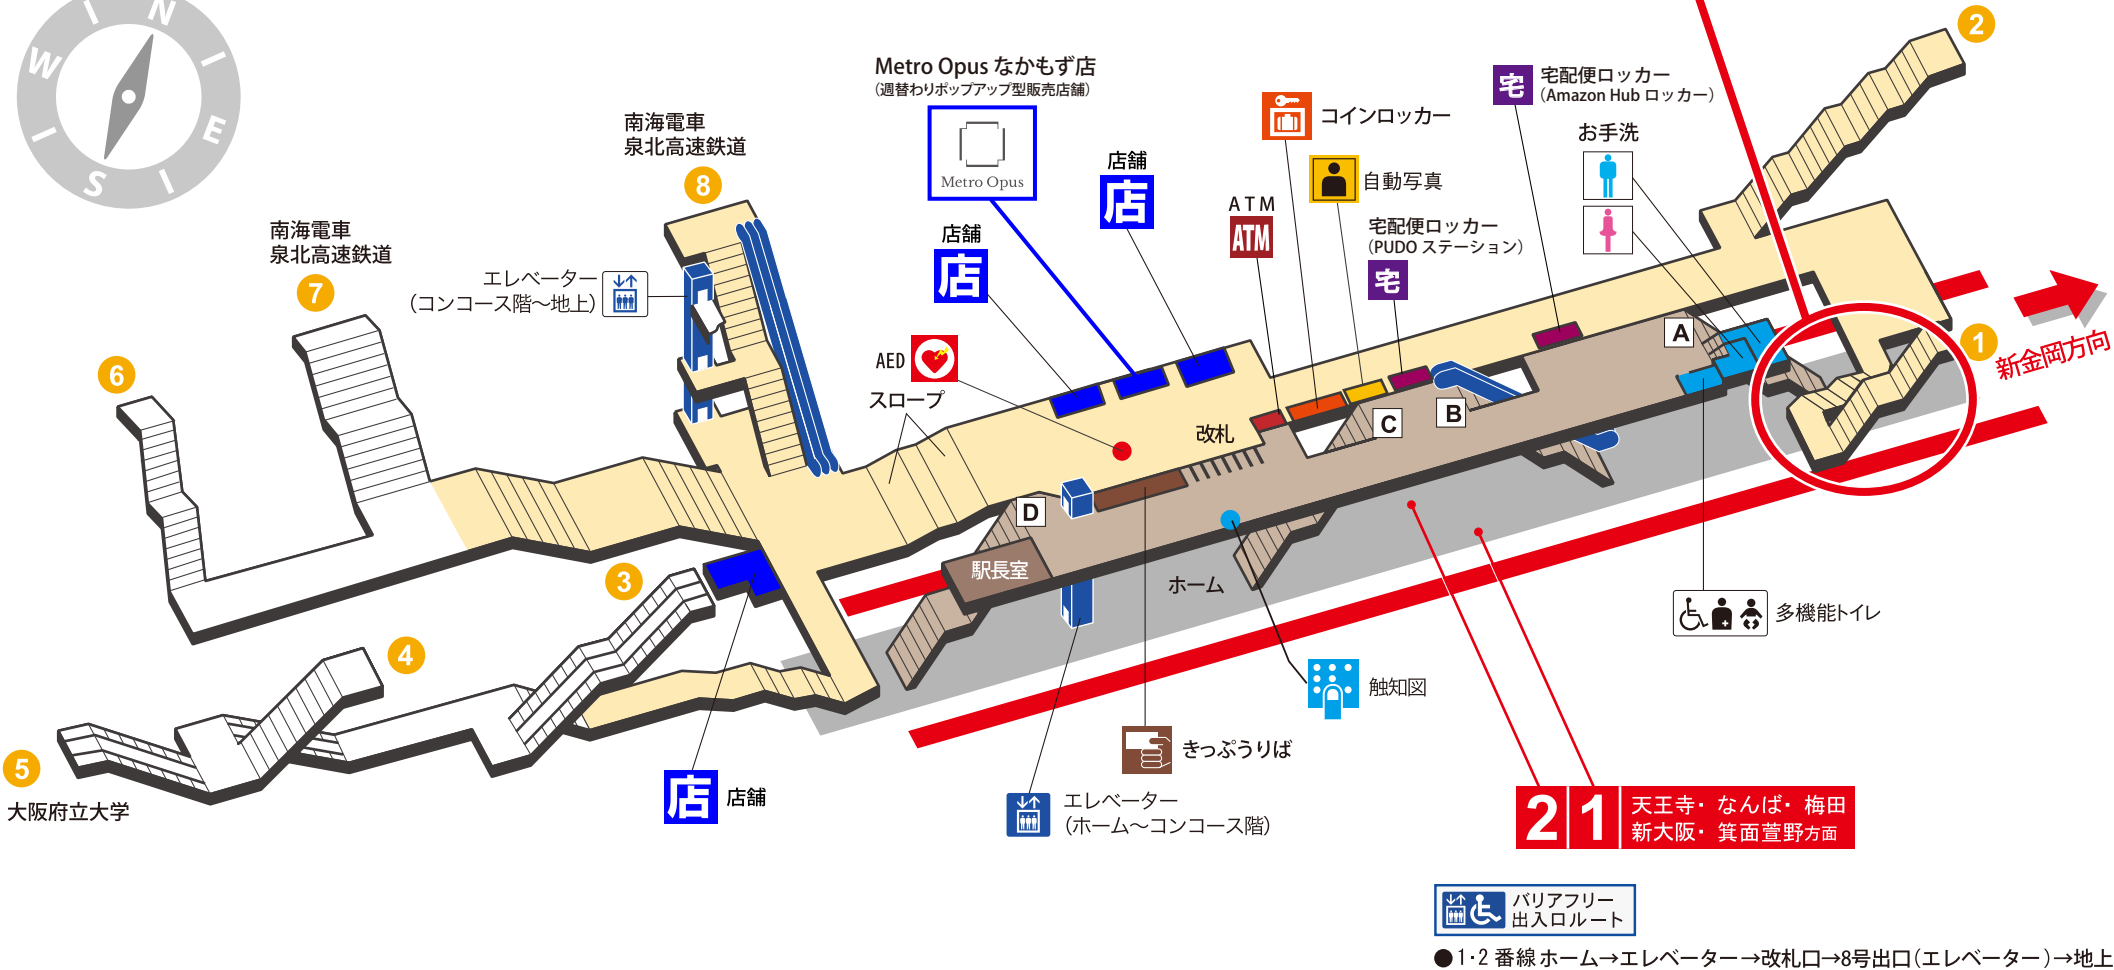 N
W
E
S
2
Metro Opus なかもず店
(週替わりポップアップ型販売店舗)
Metro Opus
宅
宅配便ロッカー
(Amazon Hub ロッカー)
コインロッカー
お手洗
南海電車
泉北高速鉄道
8
店舗
店
自動写真
ATM
ATM
宅配便ロッカー
(PUDO ステーション)
宅
店舗
店
南海電車
泉北高速鉄道
7
エレベーター
(コンコース階〜地上)
AED
スロープ
6
A
1
新金岡方向
改札
C
B
D
駅長室
ホーム
3
4
多機能トイレ
触知図
5
大阪府立大学
店
店舗
きっぷうりば
エレベーター
(ホーム〜コンコース階)
2 1
天王寺・なんば・梅田
新大阪・箕面萱野方面
バリアフリー
出入口ルート
●1・2 番線 ホーム→エレベーター→改札口→8号出口(エレベーター)→地上